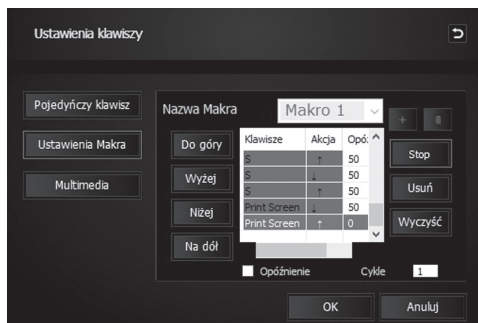 Ustawienia klawiszy
Pojedyńczy klawisz
Ustawienia Makra
Multimedia
Nazwa Makra
Makro 1
+
Do góry
Wyżej
Niżej
Na dół
Klawisze Akcja Opó:
S ↑ 50
S ↓ 50
S ↑ 50
Print Screen ↓ 50
Print Screen ↑ 0
Stop
Usuń
Wyczyść
Opóźnienie
Cykle 1
OK
Anuluj